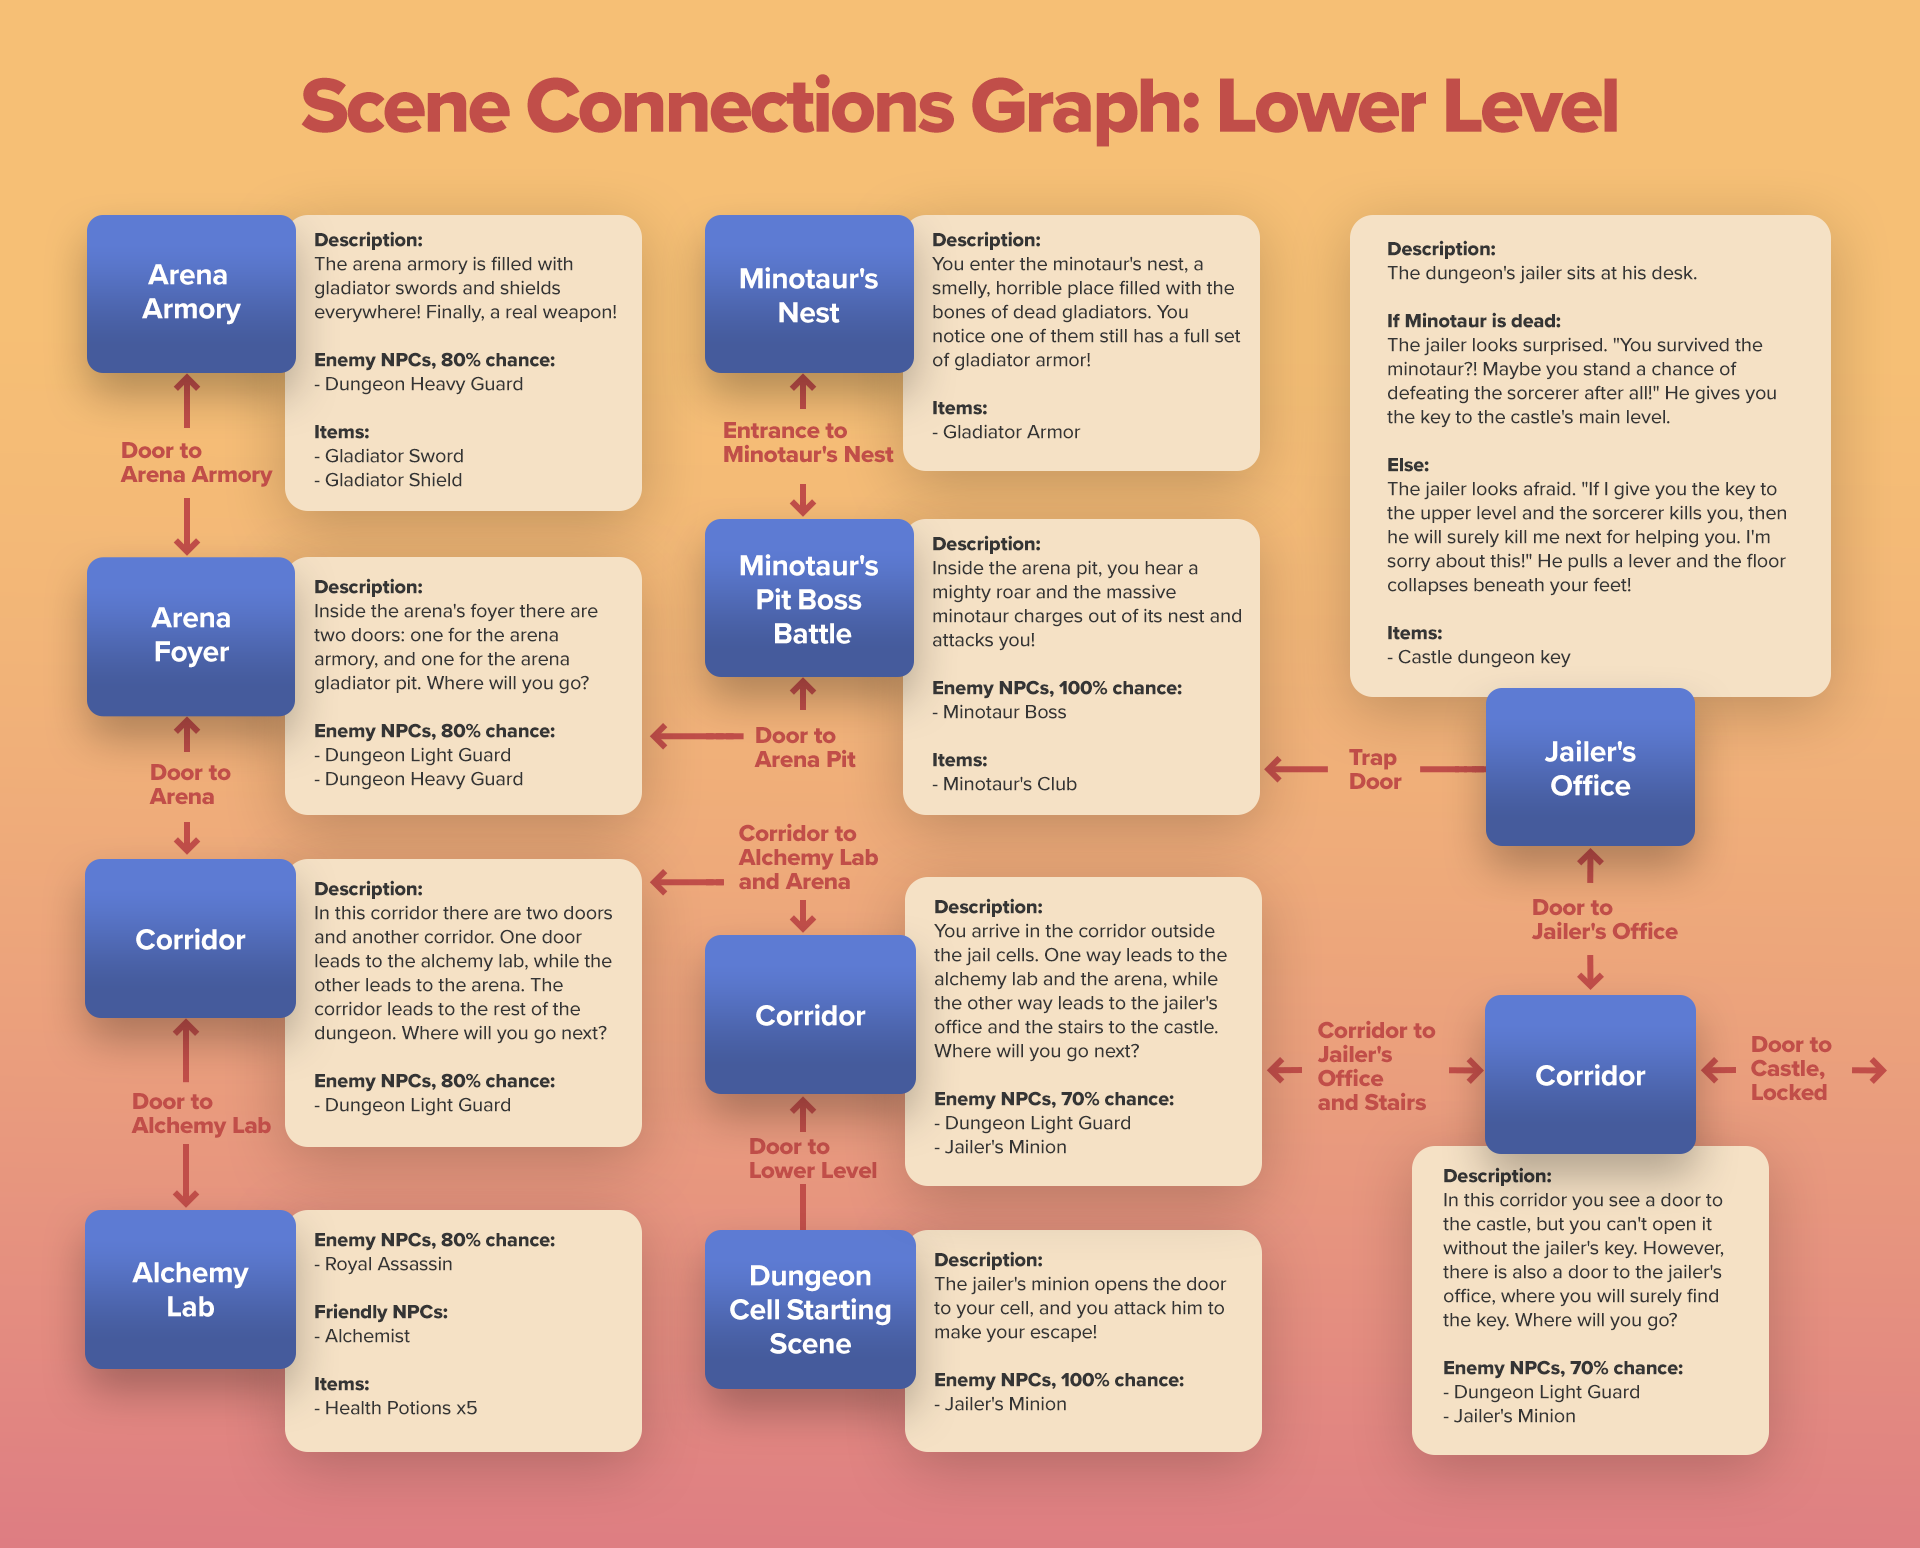 Scene Connections Graph: Lower Level
Arena
Armory
Description:
The arena armory is filled with
gladiator swords and shields
everywhere! Finally, a real weapon!
Enemy NPCs, 80% chance:
- Dungeon Heavy Guard
Items:
- Gladiator Sword
- Gladiator Shield
Door to
Arena Armory
Arena
Foyer
Description:
Inside the arena's foyer there are
two doors: one for the arena
armory, and one for the arena
gladiator pit. Where will you go?
Enemy NPCs, 80% chance:
- Dungeon Light Guard
- Dungeon Heavy Guard
Door to
Arena
Corridor
Description:
In this corridor there are two doors
and another corridor. One door
leads to the alchemy lab, while the
other leads to the arena. The
corridor leads to the rest of the
dungeon. Where will you go next?
Enemy NPCs, 80% chance:
- Dungeon Light Guard
Door to
Alchemy Lab
Alchemy
Lab
Enemy NPCs, 80% chance:
- Royal Assassin
Friendly NPCs:
- Alchemist
Items:
- Health Potions x5
Minotaur's
Nest
Description:
You enter the minotaur's nest, a
smelly, horrible place filled with the
bones of dead gladiators. You
notice one of them still has a full set
of gladiator armor!
Items:
- Gladiator Armor
Entrance to
Minotaur's Nest
Minotaur's
Pit Boss
Battle
Description:
Inside the arena pit, you hear a
mighty roar and the massive
minotaur charges out of its nest and
attacks you!
Enemy NPCs, 100% chance:
- Minotaur Boss
Items:
- Minotaur's Club
Door to
Arena Pit
Corridor to
Alchemy Lab
and Arena
Corridor
Description:
You arrive in the corridor outside
the jail cells. One way leads to the
alchemy lab and the arena, while
the other way leads to the jailer's
office and the stairs to the castle.
Where will you go next?
Enemy NPCs, 70% chance:
- Dungeon Light Guard
- Jailer's Minion
Door to
Lower Level
Dungeon
Cell Starting
Scene
Description:
The jailer's minion opens the door
to your cell, and you attack him to
make your escape!
Enemy NPCs, 100% chance:
- Jailer's Minion
Description:
The dungeon's jailer sits at his desk.
If Minotaur is dead:
The jailer looks surprised. "You survived the
minotaur?! Maybe you stand a chance of
defeating the sorcerer after all!" He gives you
the key to the castle's main level.
Else:
The jailer looks afraid. "If I give you the key to
the upper level and the sorcerer kills you, then
he will surely kill me next for helping you. I'm
sorry about this!" He pulls a lever and the floor
collapses beneath your feet!
Items:
- Castle dungeon key
Trap
Door
Jailer's
Office
Door to
Jailer's Office
Corridor to
Jailer's
Office
and Stairs
Corridor
Door to
Castle,
Locked
Description:
In this corridor you see a door to
the castle, but you can't open it
without the jailer's key. However,
there is also a door to the jailer's
office, where you will surely find
the key. Where will you go?
Enemy NPCs, 70% chance:
- Dungeon Light Guard
- Jailer's Minion